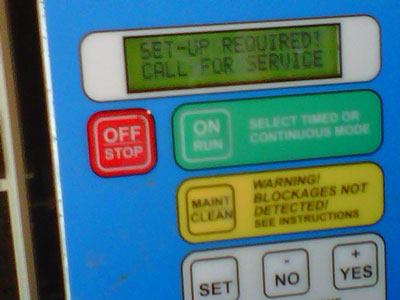 SET-UP REQUIRED!
CALL FOR SERVICE
OFF
STOP
ON
RUN
SELECT TIMED OR
CONTINUOUS MODE
MAINT
CLEAN
WARNING!
BLOCKAGES NOT
DETECTED!
SEE INSTRUCTIONS
SET
-
NO
+
YES